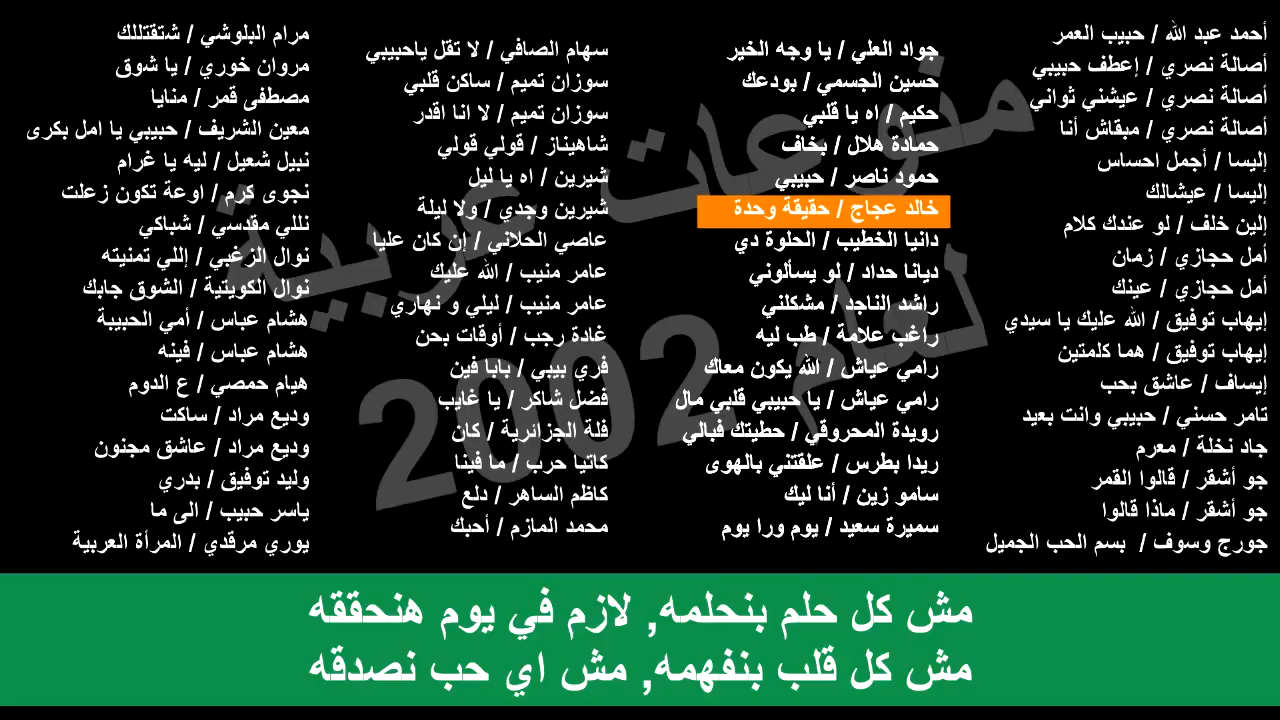 أحمد عبد الله / حبيب العمر
أصالة نصري / إعطف حبيبي
أصالة نصري / عيشني ثواني
أصالة نصري / مبقاش أنا
إليسا / أجمل احساس
إليسا / عيشالك
إلين خلف / لو عندك كلام
أمل حجازي / زمان
أمل حجازي / عينك
إيهاب توفيق / الله عليك يا سيدي
إيهاب توفيق / هما كلمتين
إيساف / عاشق بحب
تامر حسني / حبيبي وانت بعيد
جاد نخلة / معرم
جو أشقر / قالوا القمر
جو أشقر / ماذا قالوا
جورج وسوف / بسم الحب الجميل
جواد العلي / يا وجه الخير
حسين الجسمي / بودعك
حكيم / اه يا قلبي
حمادة هلال / بخاف
حمود ناصر / حبيبي
خالد عجاج / حقيقة وحدة
دانيا الخطيب / الحلوة دي
ديانا حداد / لو يسألوني
راشد الناجد / مشكلني
راغب علامة / طب ليه
رامي عياش / الله يكون معاك
رامي عياش / يا حبيبي قلبي مال
رويدة المحروقي / حطيتك فبالي
ريدا بطرس / علقتني بالهوى
سامو زين / أنا ليك
سميرة سعيد / يوم ورا يوم
سهام الصافي / لا تقل ياحبيبي
سوزان تميم / ساكن قلبي
سوزان تميم / لا انا اقدر
شاهيناز / قولي قولي
شيرين / اه يا ليل
شيرين وجدي / ولا ليلة
عاصي الحلاني / إن كان عليا
عامر منيب / الله عليك
عامر منيب / ليلي و نهاري
غادة رجب / أوقات بحن
فري بيبي / بابا فين
فضل شاكر / يا غايب
فلة الجزائرية / كان
كاتيا حرب / ما فينا
كاظم الساهر / دلع
محمد المازم / أحبك
مرام البلوشي / شتقتللك
مروان خوري / يا شوق
مصطفى قمر / منايا
معين الشريف / حبيبي يا امل بكرى
نبيل شعيل / ليه يا غرام
نجوى كرم / اوعة تكون زعلت
نللي مقدسي / شباكي
نوال الزغبي / إللي تمنيته
نوال الكويتية / الشوق جابك
هشام عباس / أمي الحبيبة
هشام عباس / فينه
هيام حمصي / ع الدوم
وديع مراد / ساكت
وديع مراد / عاشق مجنون
وليد توفيق / بدري
ياسر حبيب / الى ما
يوري مرقدي / المرأة العربية
منوعات عربية
لعام 2002
مش كل حلم بنحلمه, لازم في يوم هنحققه
مش كل قلب بنفهمه, مش اي حب نصدقه